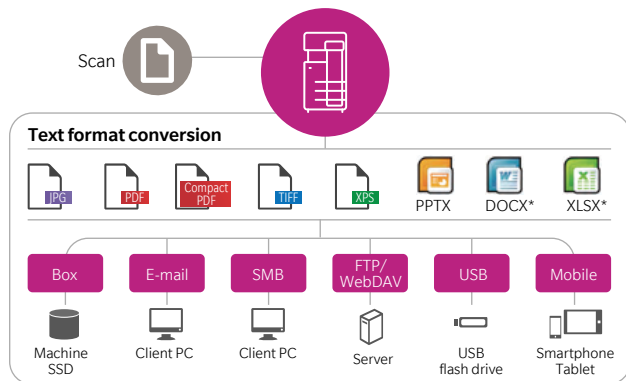 Scan
Text format conversion
JPG
PDF
Compact
PDF
TIFF
XPS
PPTX
DOCX*
XLSX*
Box
E-mail
SMB
FTP/
WebDAV
USB
Mobile
Machine
SSD
Client PC
Client PC
Server
USB
flash drive
Smartphone
Tablet